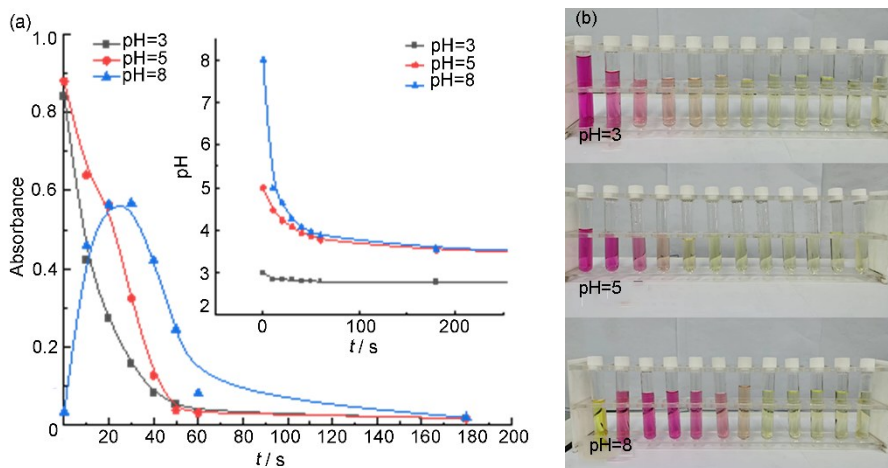 (a)
1.0
0.8
0.6
0.4
0.2
0
Absorbance
20 40 60 80 100 120 140 160 180 200
t / s
pH=3
pH=5
pH=8
8
7
6
5
4
3
2
pH
0 100 200
t / s
pH=3
pH=5
pH=8
(b)
pH=3
pH=5
pH=8